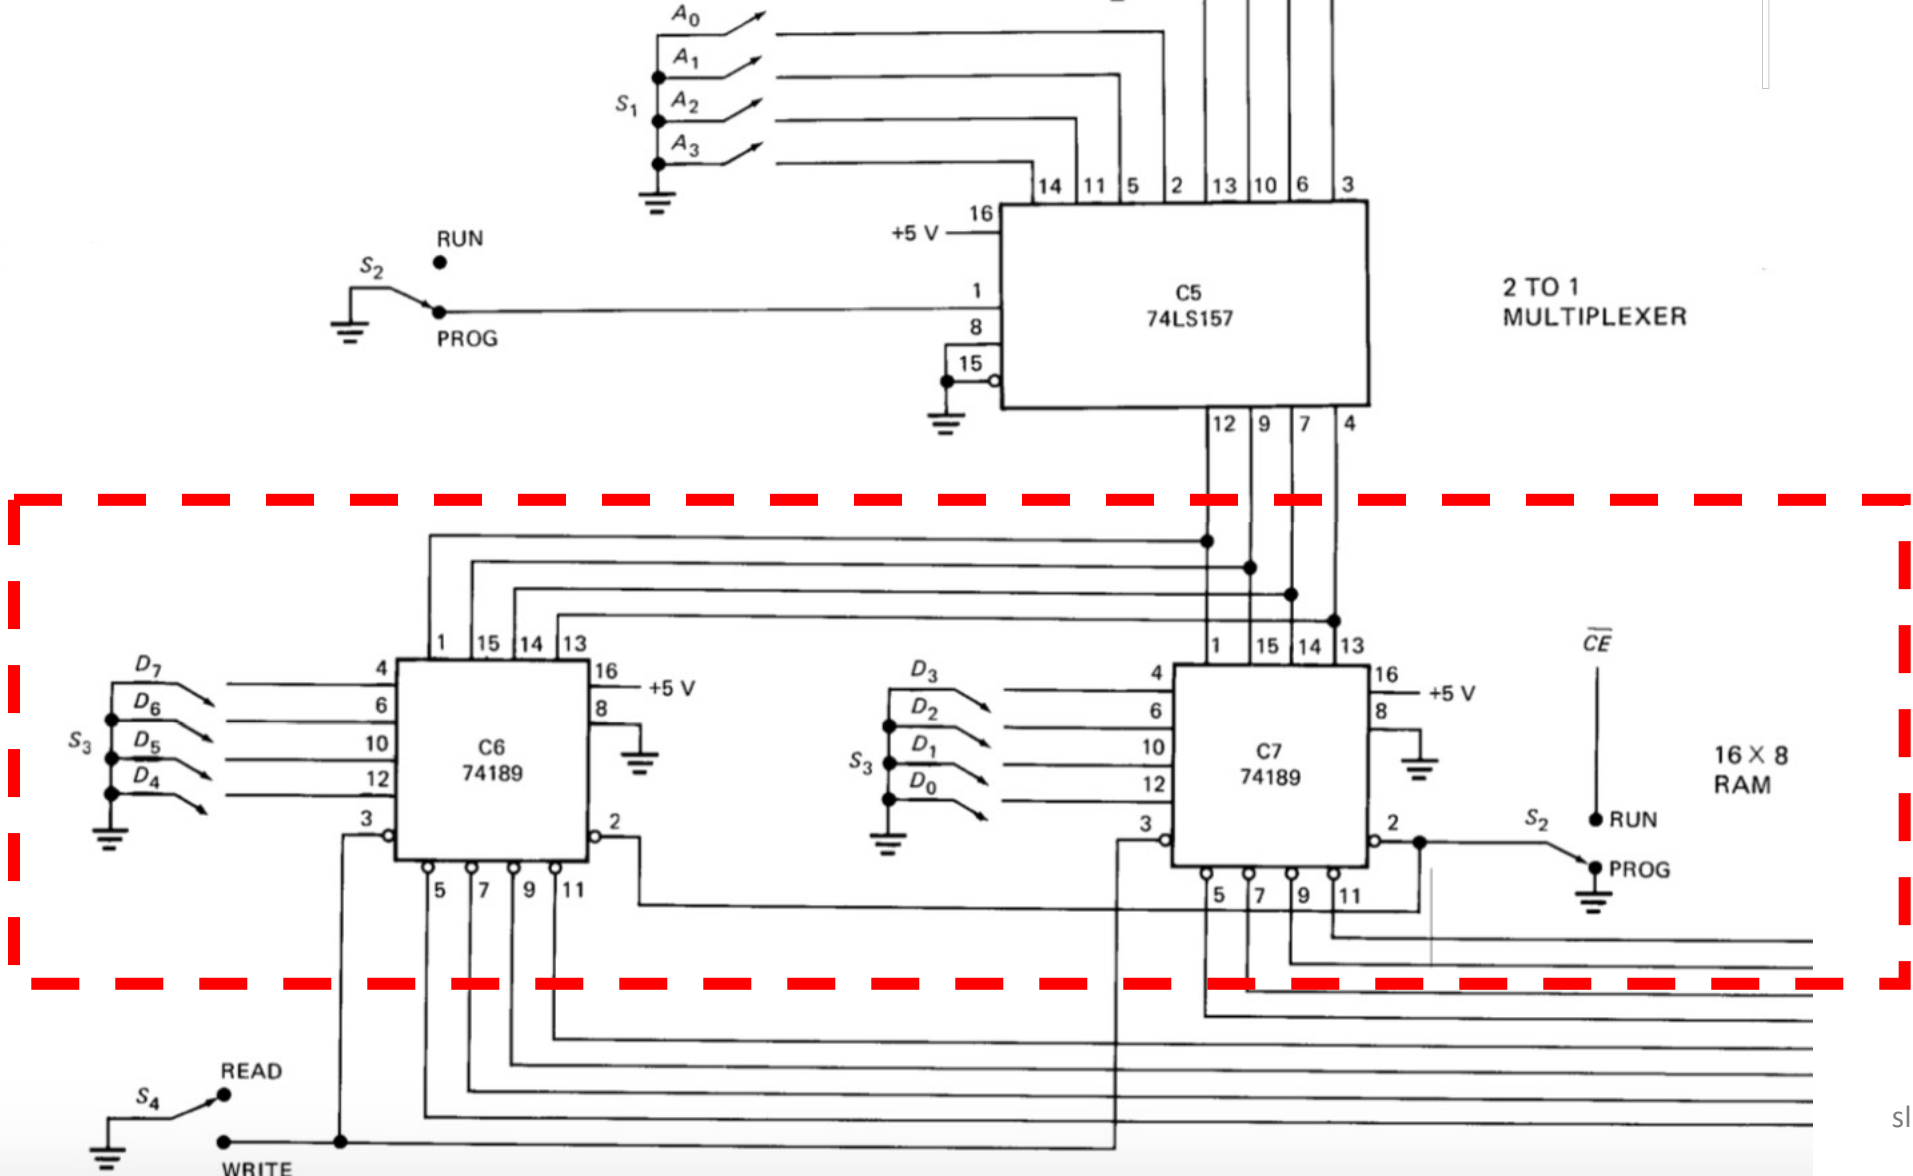 A0
A1
S1
A2
A3
14 11 5 2 13 10 6 3
16
+5 V
RUN
S2
1
PROG
8
15
C5
74LS157
2 TO 1
MULTIPLEXER
12 9 7 4
1 15 14 13
1 15 14 13
CE
D7
4
16
+5 V
D6
6
8
S3
D5
10
D4
12
3
2
C6
74189
5 7 9 11
D3
4
16
+5 V
D2
6
8
S3
D1
10
D0
12
3
2
C7
74189
5 7 9 11
16 X 8
RAM
S2
RUN
PROG
READ
S4
WRITE
sl